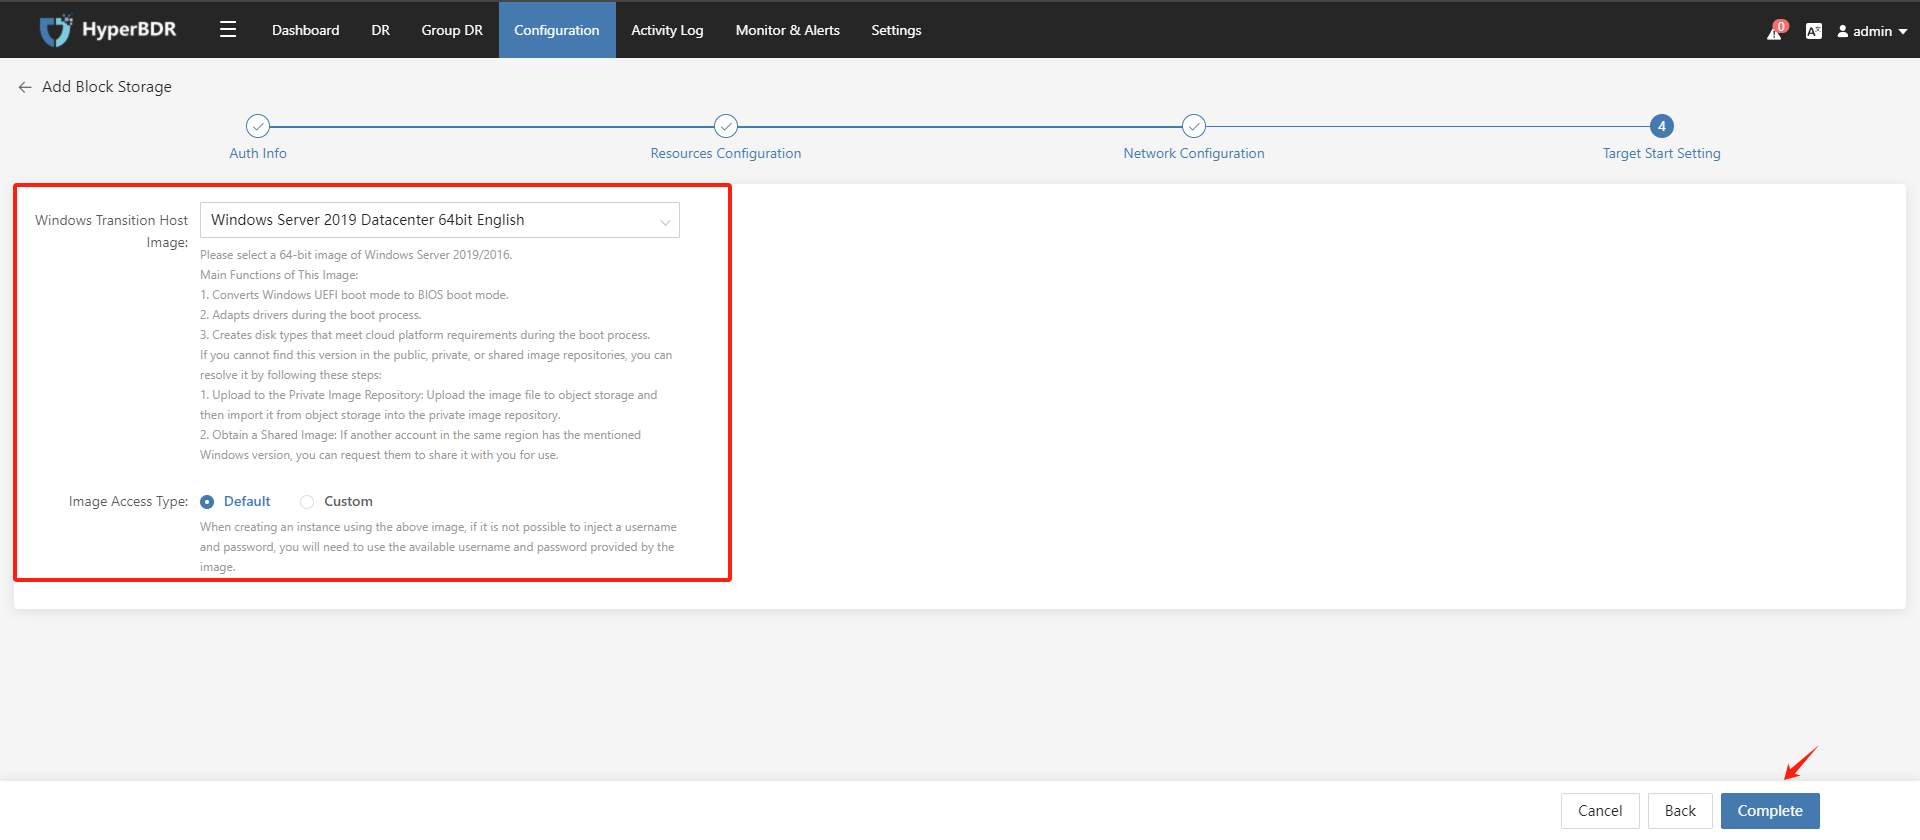 HyperBDR
Dashboard
DR
Group DR
Configuration
Activity Log
Monitor & Alerts
Settings
0
admin
Add Block Storage
4
Auth Info
Resources Configuration
Network Configuration
Target Start Setting
Windows Transition Host
Image:
Windows Server 2019 Datacenter 64bit English
Please select a 64-bit image of Windows Server 2019/2016.
Main Functions of This Image:
1. Converts Windows UEFI boot mode to BIOS boot mode.
2. Adapts drivers during the boot process.
3. Creates disk types that meet cloud platform requirements during the boot process.
If you cannot find this version in the public, private, or shared image repositories, you can
resolve it by following these steps:
1. Upload to the Private Image Repository: Upload the image file to object storage and
then import it from object storage into the private image repository.
2. Obtain a Shared Image: If another account in the same region has the mentioned
Windows version, you can request them to share it with you for use.
Image Access Type:
Default
Custom
When creating an instance using the above image, if it is not possible to inject a username
and password, you will need to use the available username and password provided by the
image.
Cancel
Back
Complete